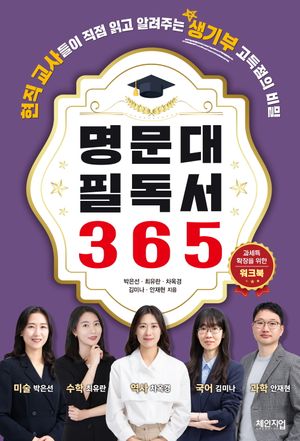 현직 교사들이 직접 읽고 알려주는 생기부 고득점의 비밀
명문대
필독서
365
박은선 · 최유란 · 차옥경
김미나 · 안재현 지음
과세특
확장을 위한
워크북
미술 박은선
수학 최유란
역사 차옥경
국어 김미나
과학 안재현
체인지업